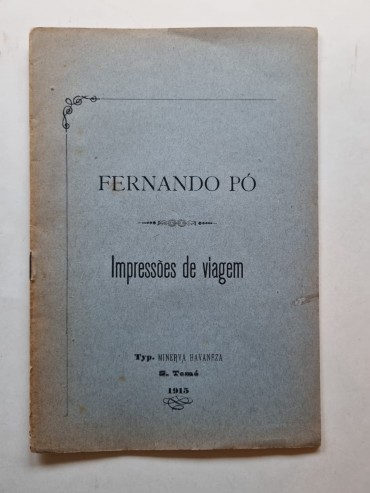 FERNANDO PÓ
Impressões de viagem
Typ. MINERVA HAVANEZA
S. Tomé
1915